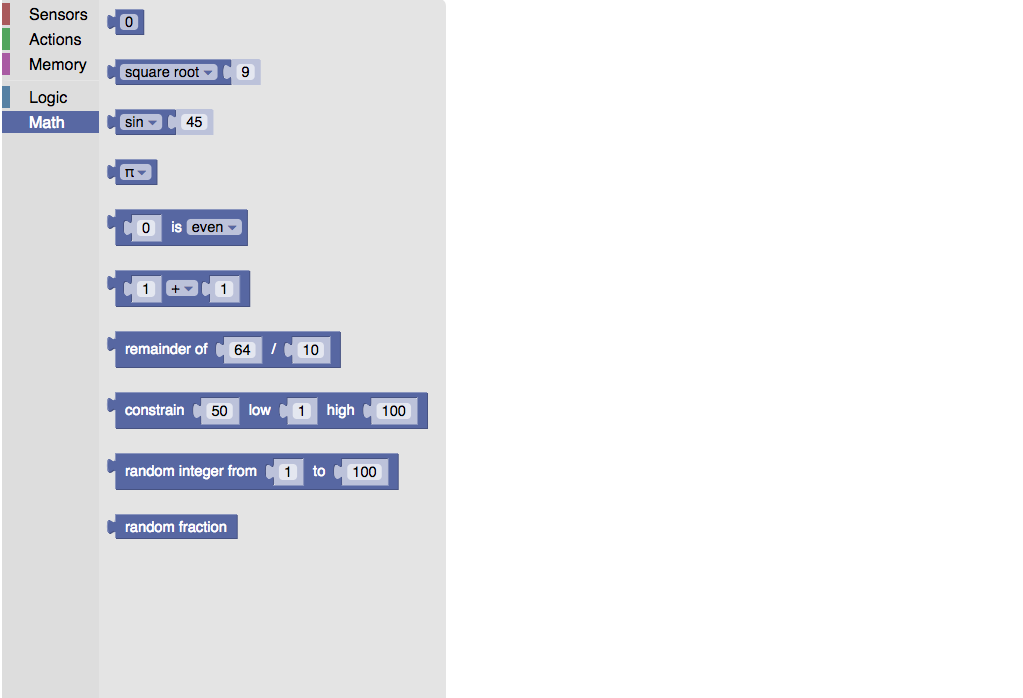 Sensors
Actions
Memory
Logic
Math
0
square root 9
sin 45
π
0 is even
1 + 1
remainder of 64 / 10
constrain 50 low 1 high 100
random integer from 1 to 100
random fraction